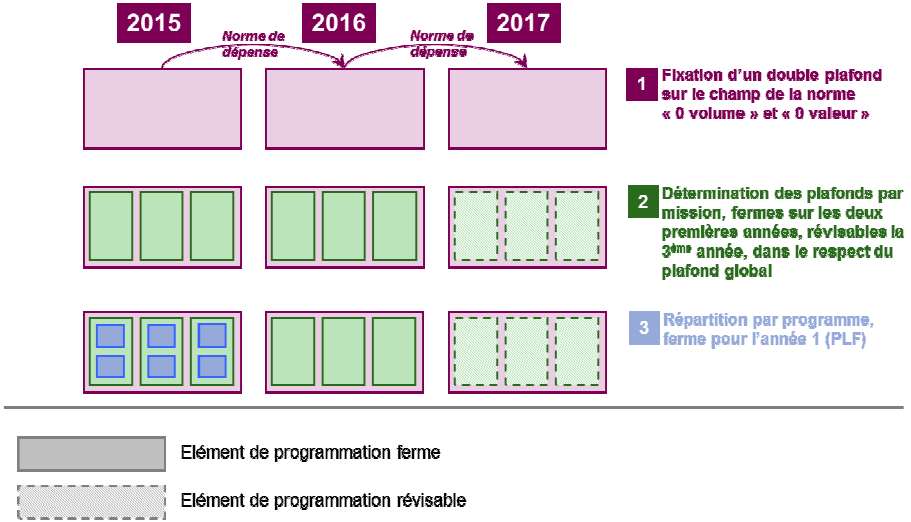 2015
2016
2017
Norme de
dépense
Norme de
dépense
1
Fixation d'un double plafond
sur le champ de la norme
« 0 volume » et « 0 valeur »
2
Détermination des plafonds par
mission, fermes sur les deux
premières années, révisables la
3ème année, dans le respect du
plafond global
3
Répartition par programme,
ferme pour l'année 1 (PLF)
Elément de programmation ferme
Elément de programmation révisable